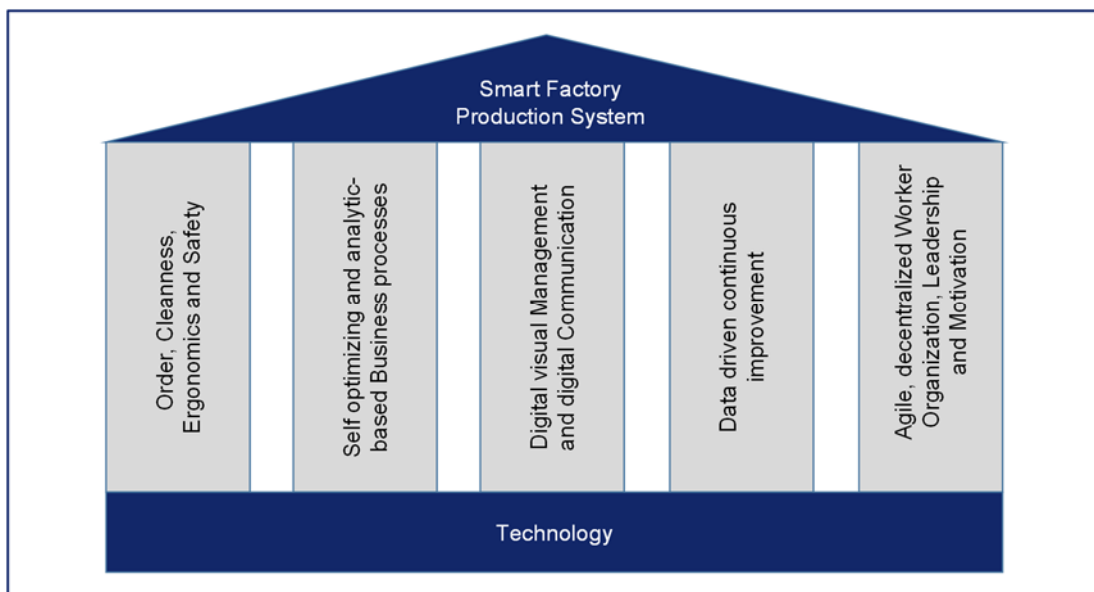 Smart Factory
Production System
Order, Cleanness,
Ergonomics and Safety
Self optimizing and analytic-
based Business processes
Digital visual Management
and digital Communication
Data driven continuous
improvement
Agile, decentralized Worker
Organization, Leadership
and Motivation
Technology